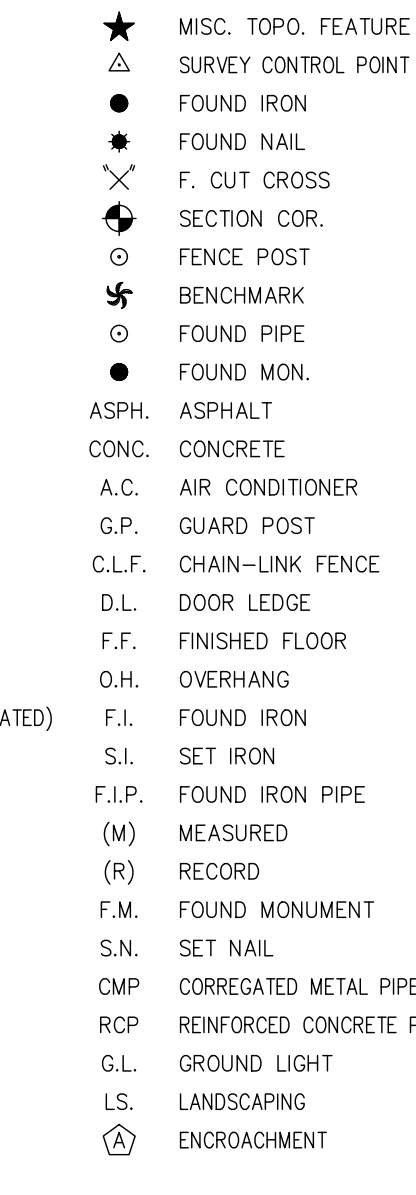 MISC. TOPO. FEATURE
SURVEY CONTROL POINT
FOUND IRON
FOUND NAIL
"X" F. CUT CROSS
SECTION COR.
FENCE POST
BENCHMARK
FOUND PIPE
FOUND MON.
ASPH. ASPHALT
CONC. CONCRETE
A.C. AIR CONDITIONER
G.P. GUARD POST
C.L.F. CHAIN-LINK FENCE
D.L. DOOR LEDGE
F.F. FINISHED FLOOR
O.H. OVERHANG
ATED) F.I. FOUND IRON
S.I. SET IRON
F.I.P. FOUND IRON PIPE
(M) MEASURED
(R) RECORD
F.M. FOUND MONUMENT
S.N. SET NAIL
CMP CORREGATED METAL PIPE
RCP REINFORCED CONCRETE
G.L. GROUND LIGHT
LS. LANDSCAPING
A ENCROACHMENT